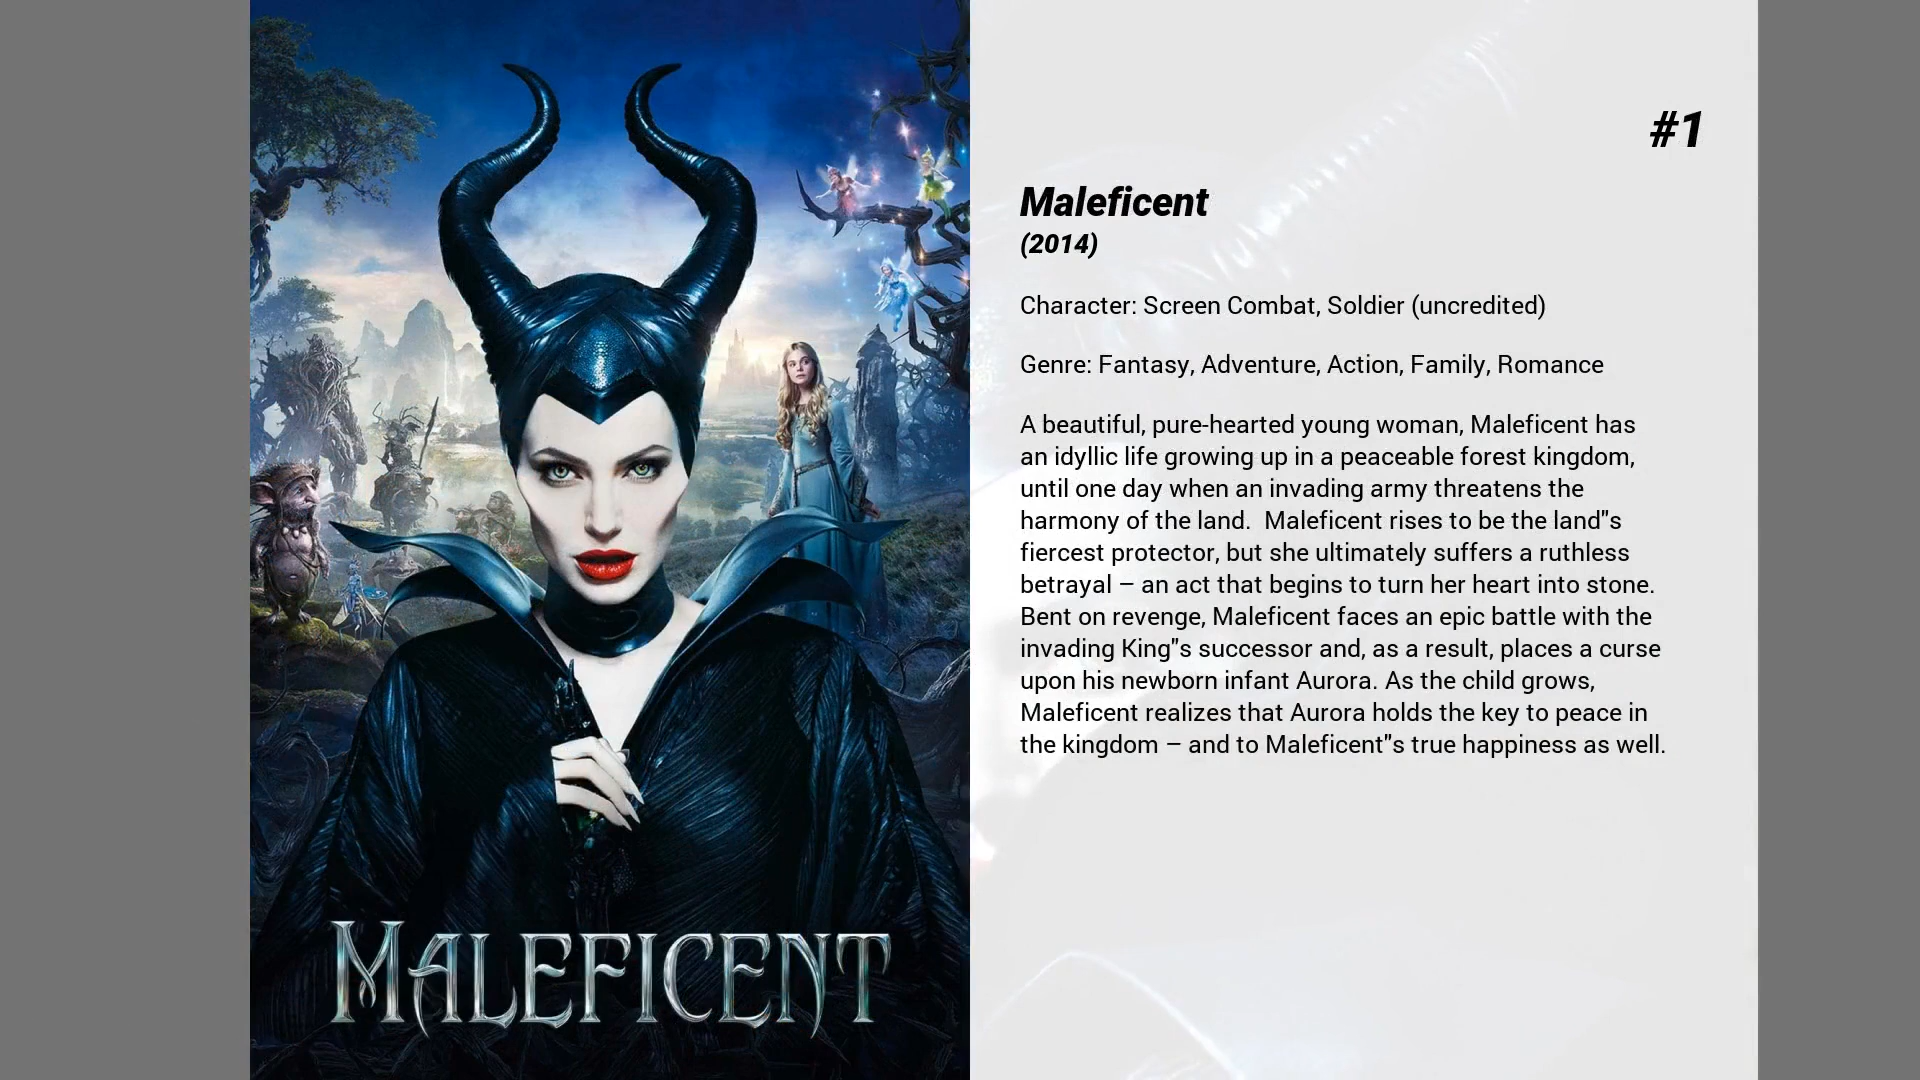 MALEFICENT
#1
Maleficent
(2014)
Character: Screen Combat, Soldier (uncredited)
Genre: Fantasy, Adventure, Action, Family, Romance
A beautiful, pure-hearted young woman, Maleficent has
an idyllic life growing up in a peaceable forest kingdom,
until one day when an invading army threatens the
harmony of the land.  Maleficent rises to be the land"s
fiercest protector, but she ultimately suffers a ruthless
betrayal – an act that begins to turn her heart into stone.
Bent on revenge, Maleficent faces an epic battle with the
invading King"s successor and, as a result, places a curse
upon his newborn infant Aurora. As the child grows,
Maleficent realizes that Aurora holds the key to peace in
the kingdom – and to Maleficent"s true happiness as well.